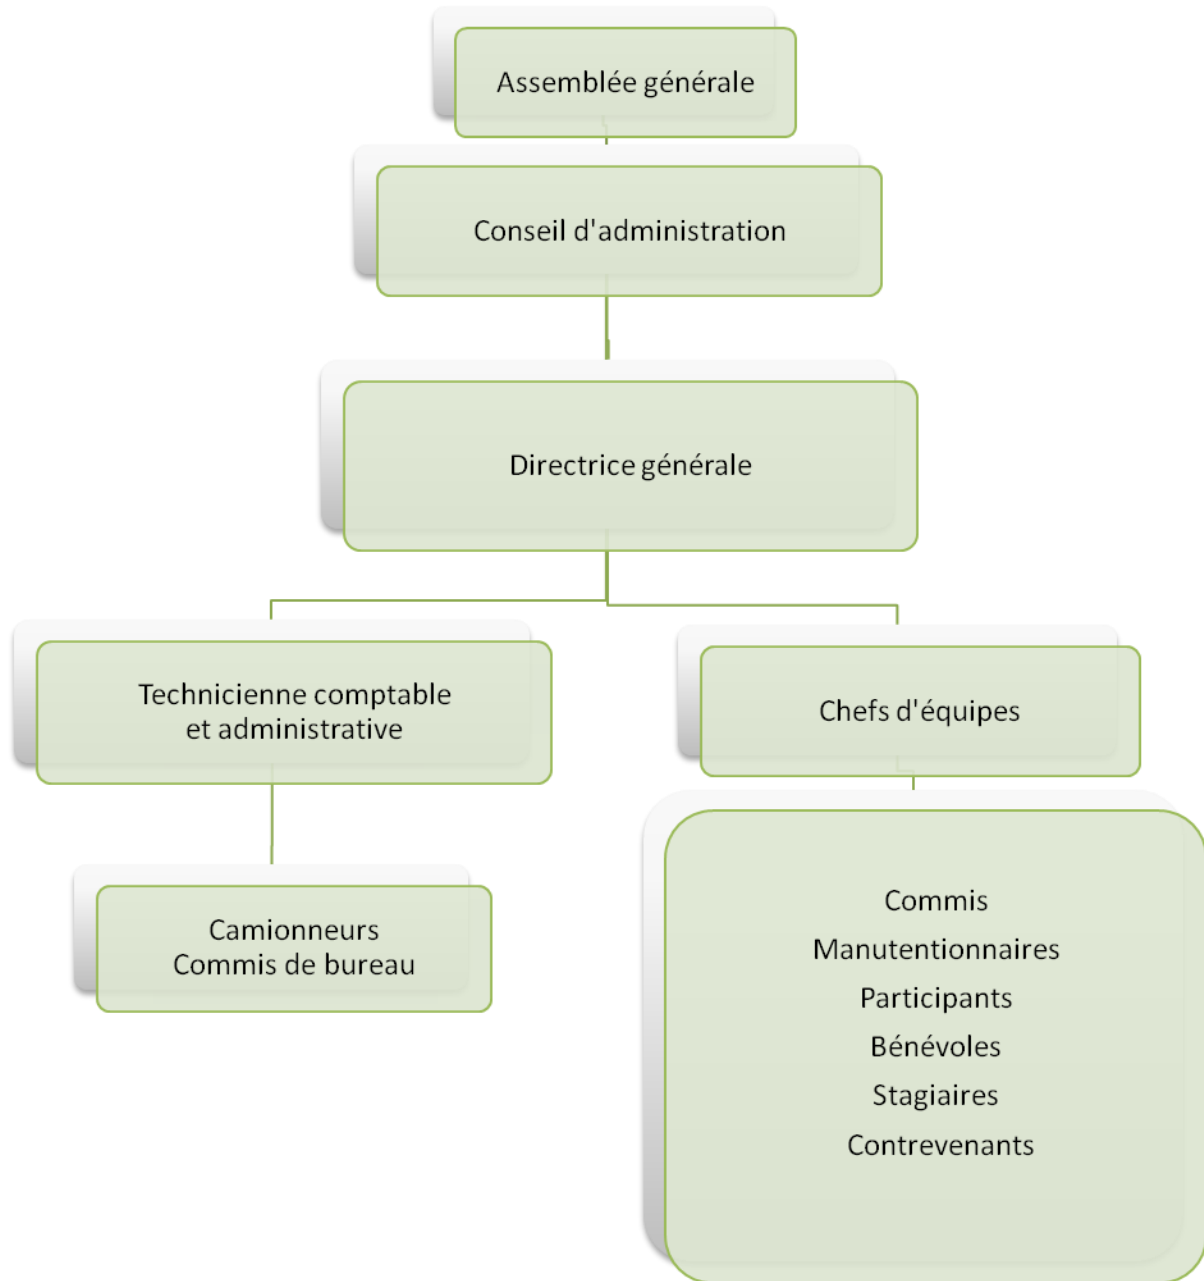 Assemblée générale
Conseil d'administration
Directrice générale
Technicienne comptable
et administrative
Chefs d'équipes
Camionneurs
Commis de bureau
Commis
Manutentionnaires
Participants
Bénévoles
Stagiaires
Contrevenants